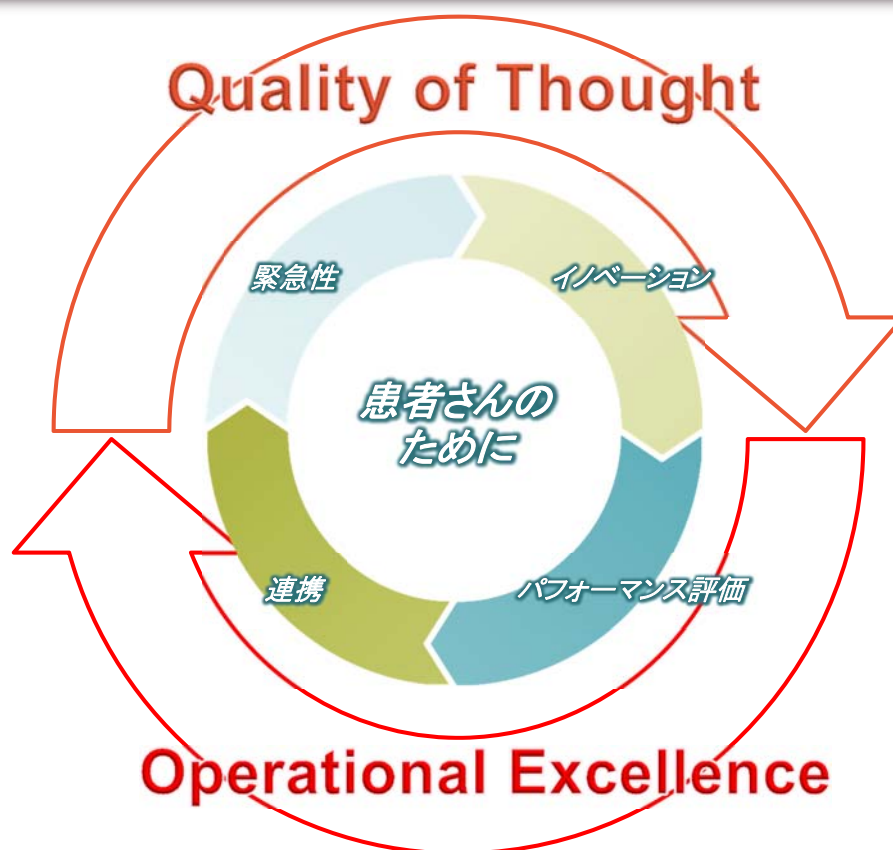 Quality of Thought
緊急性
イノベーション
患者さんの
ために
連携
パフォーマンス評価
Operational Excellence